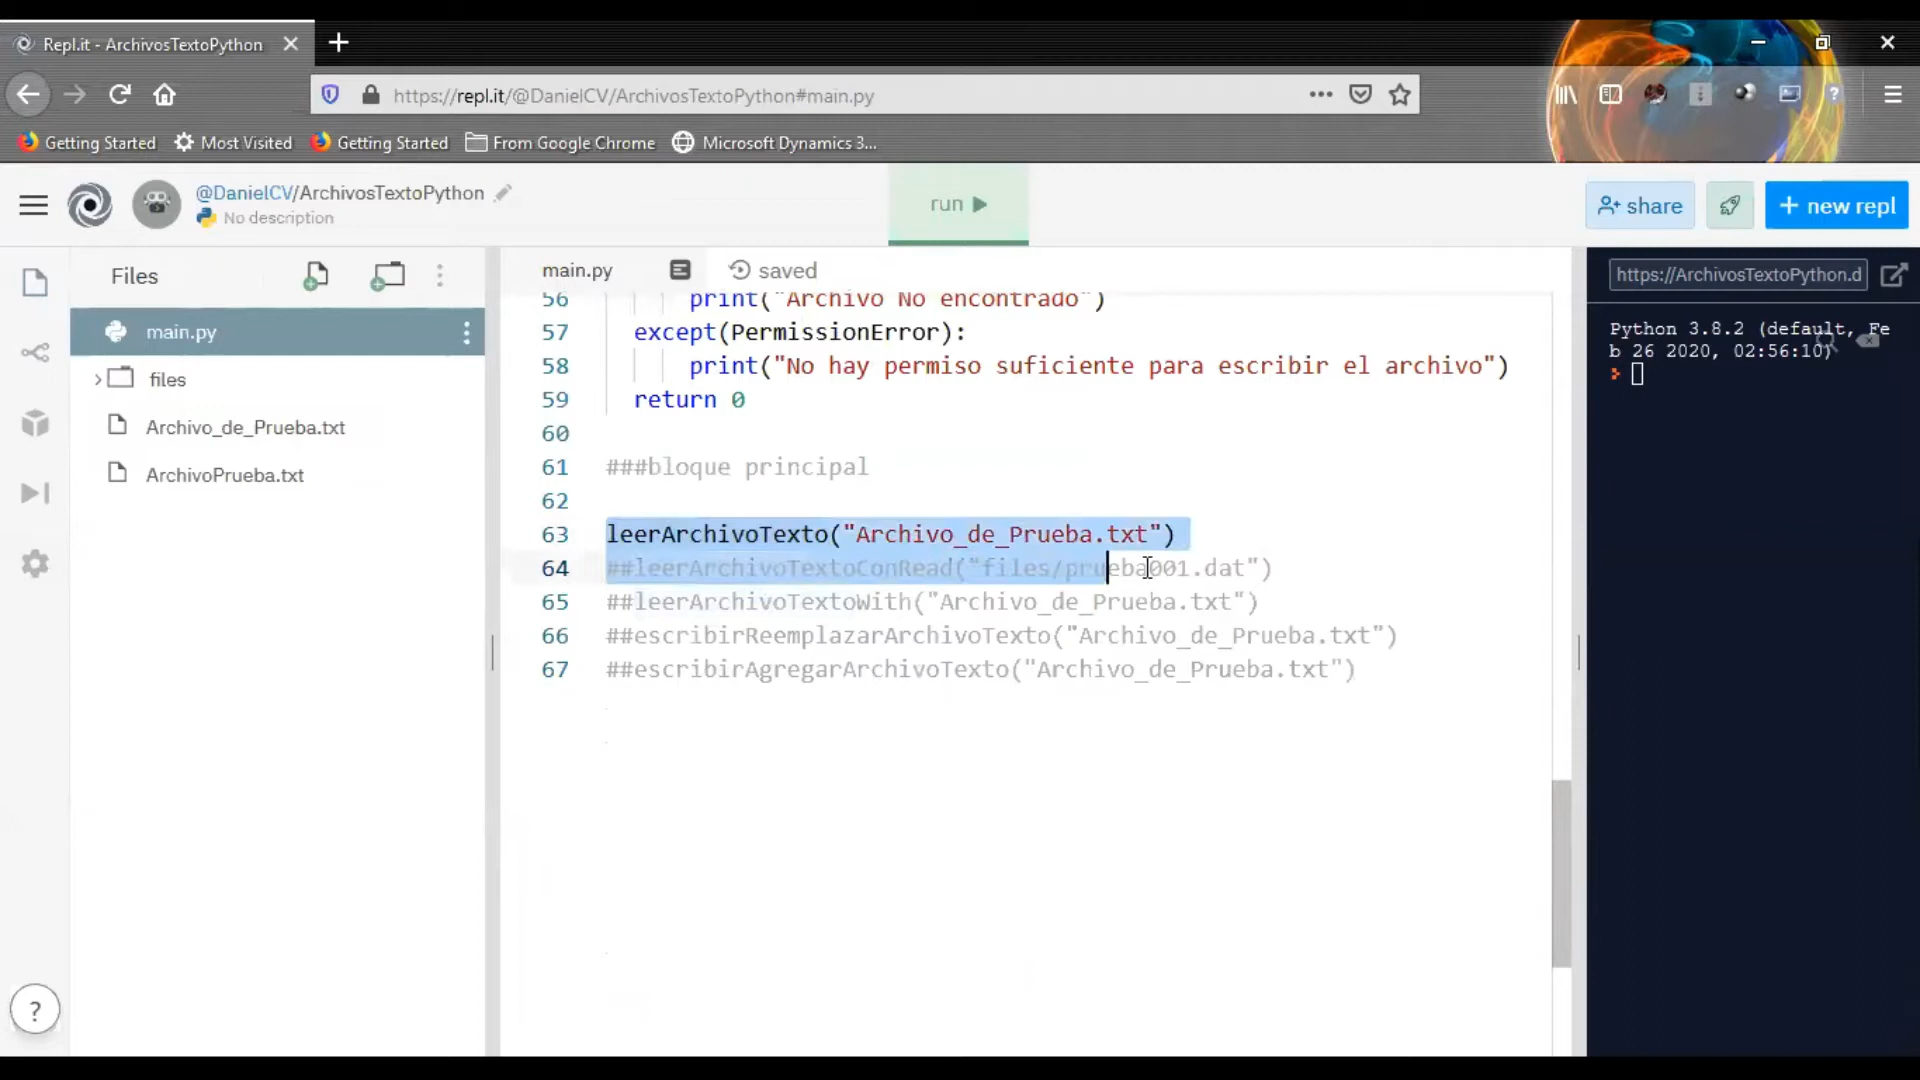 Repl.it - ArchivosTextoPython
https://repl.it/@DanielCV/ArchivosTextoPython#main.py
Getting Started
Most Visited
Getting Started
From Google Chrome
Microsoft Dynamics 3...
@DanielCV/ArchivosTextoPython
No description
run
share
+ new repl
Files
main.py
files
Archivo_de_Prueba.txt
ArchivoPrueba.txt
main.py
saved
56 print("Archivo No encontrado")
57 except(PermissionError):
58 print("No hay permiso suficiente para escribir el archivo")
59 return 0
60
61 ###bloque principal
62
63 leerArchivoTexto("Archivo_de_Prueba.txt")
64 ##leerArchivoTextoConRead("files/prueba001.dat")
65 ##leerArchivoTextoWith("Archivo_de_Prueba.txt")
66 ##escribirReemplazarArchivoTexto("Archivo_de_Prueba.txt")
67 ##escribirAgregarArchivoTexto("Archivo_de_Prueba.txt")
https://ArchivosTextoPython.d
Python 3.8.2 (default, Fe
b 26 2020, 02:56:10)
?